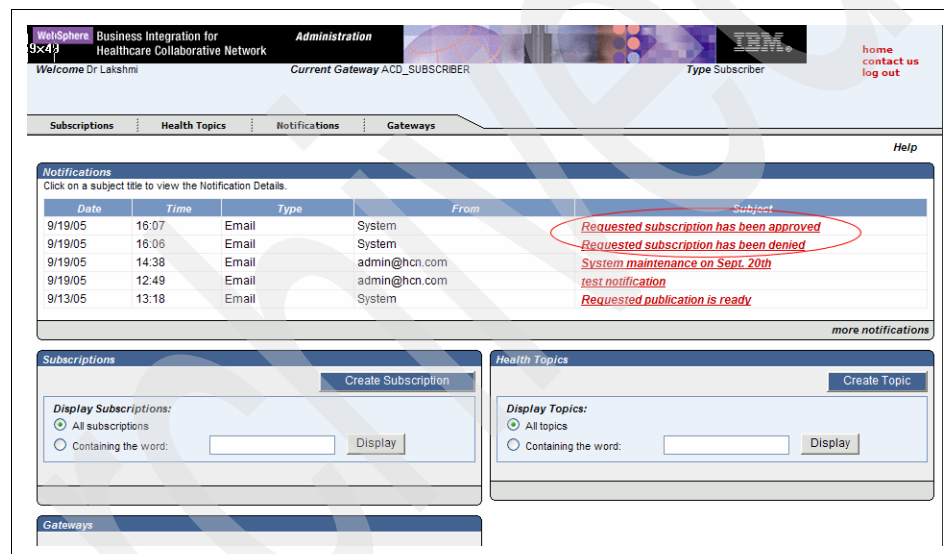 WebSphere Business Integration for Administration
Healthcare Collaborative Network
IBM
9x49
home
contact us
log out
Welcome Dr Lakshmi Current Gateway ACD_SUBSCRIBER Type Subscriber
Subscriptions Health Topics Notifications Gateways
Help
Notifications
Click on a subject title to view the Notification Details.
Date Time Type From Subject
9/19/05 16:07 Email System Requested subscription has been approved
9/19/05 16:06 Email System Requested subscription has been denied
9/19/05 14:38 Email admin@hcn.com System maintenance on Sept. 20th
9/19/05 12:49 Email admin@hcn.com test notification
9/13/05 13:18 Email System Requested publication is ready
more notifications
Subscriptions
Create Subscription
Display Subscriptions:
All subscriptions
Containing the word: Display
Health Topics
Create Topic
Display Topics:
All topics
Containing the word: Display
Gateways